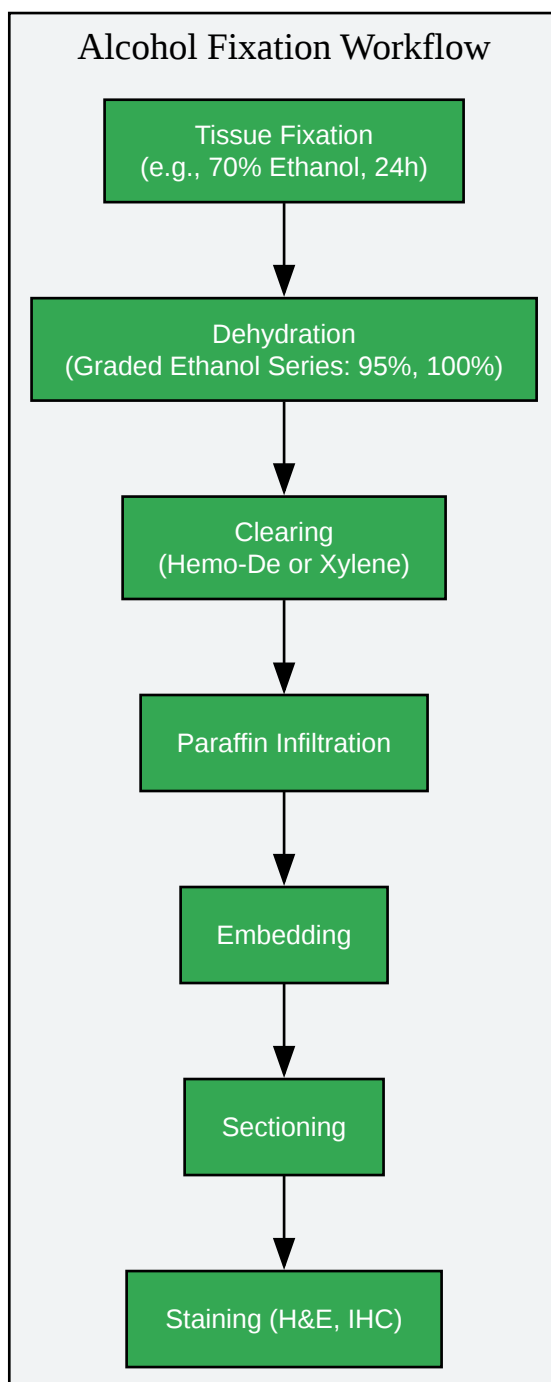 Alcohol Fixation Workflow
Tissue Fixation
(e.g., 70% Ethanol, 24h)
Dehydration
(Graded Ethanol Series: 95%, 100%)
Clearing
(Hemo-De or Xylene)
Paraffin Infiltration
Embedding
Sectioning
Staining (H&E, IHC)